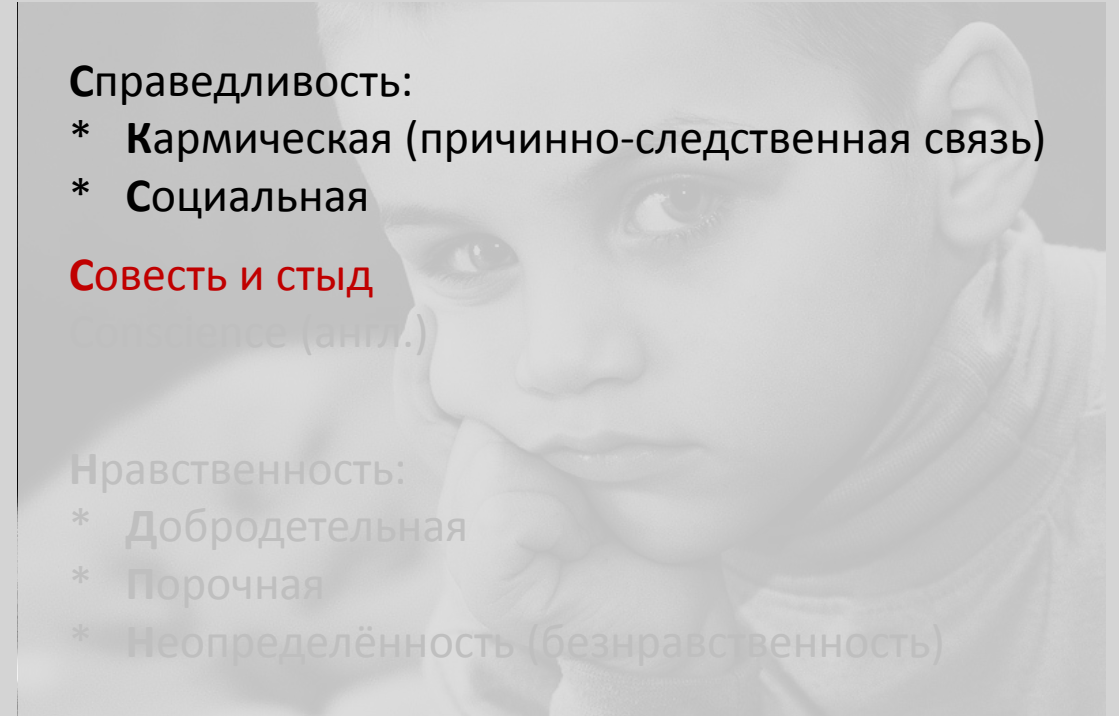 Справедливость:
* Кармическая (причинно-следственная связь)
* Социальная
Совесть и стыд
Conscience (англ.)
Нравственность:
* Добродетельная
* Порочная
* Неопределённость (безнравственность)